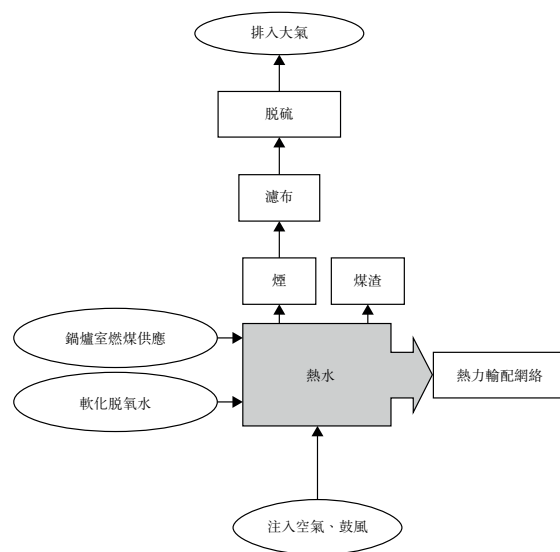 排入大氣
脫硫
濾布
煙
煤渣
鍋爐室燃煤供應
熱水
熱力輸配網絡
軟化脫氧水
注入空氣、鼓風